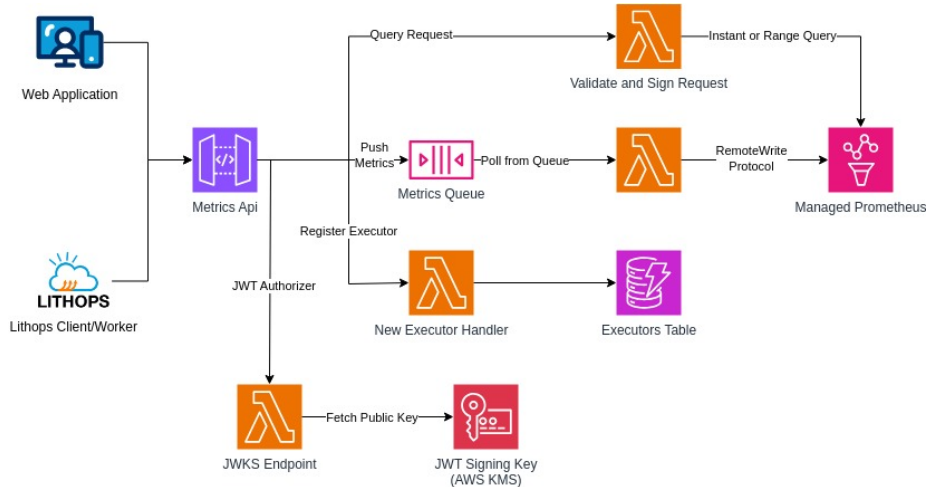 Query Request
Instant or Range Query
Web Application
Validate and Sign Request
Push
Metrics
Poll from Queue
RemoteWrite
Protocol
Metrics Api
Metrics Queue
Managed Prometheus
Register Executor
JWT Authorizer
LITHOPS
Lithops Client/Worker
New Executor Handler
Executors Table
Fetch Public Key
JWKS Endpoint
JWT Signing Key
(AWS KMS)